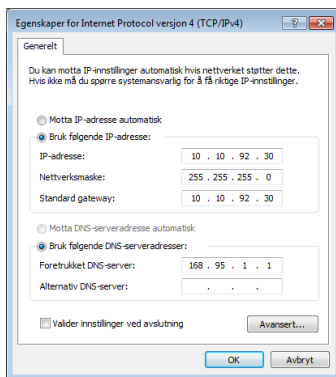 Egenskaper for Internet Protocol versjon 4 (TCP/IPv4)
Generelt
Du kan motta IP-innstillinger automatisk hvis nettverket støtter dette.
Hvis ikke må du spørre systemansvarlig for å få riktige IP-innstillinger.
Motta IP-adresse automatisk
Bruk følgende IP-adresse:
IP-adresse: 10 . 10 . 92 . 30
Nettverksmaske: 255 . 255 . 255 . 0
Standard gateway: 10 . 10 . 92 . 30
Motta DNS-serveradresse automatisk
Bruk følgende DNS-serveradresser:
Foretrukket DNS-server: 168 . 95 . 1 . 1
Alternativ DNS-server: . . .
Valider innstillinger ved avslutning
Avansert...
OK Avbryt